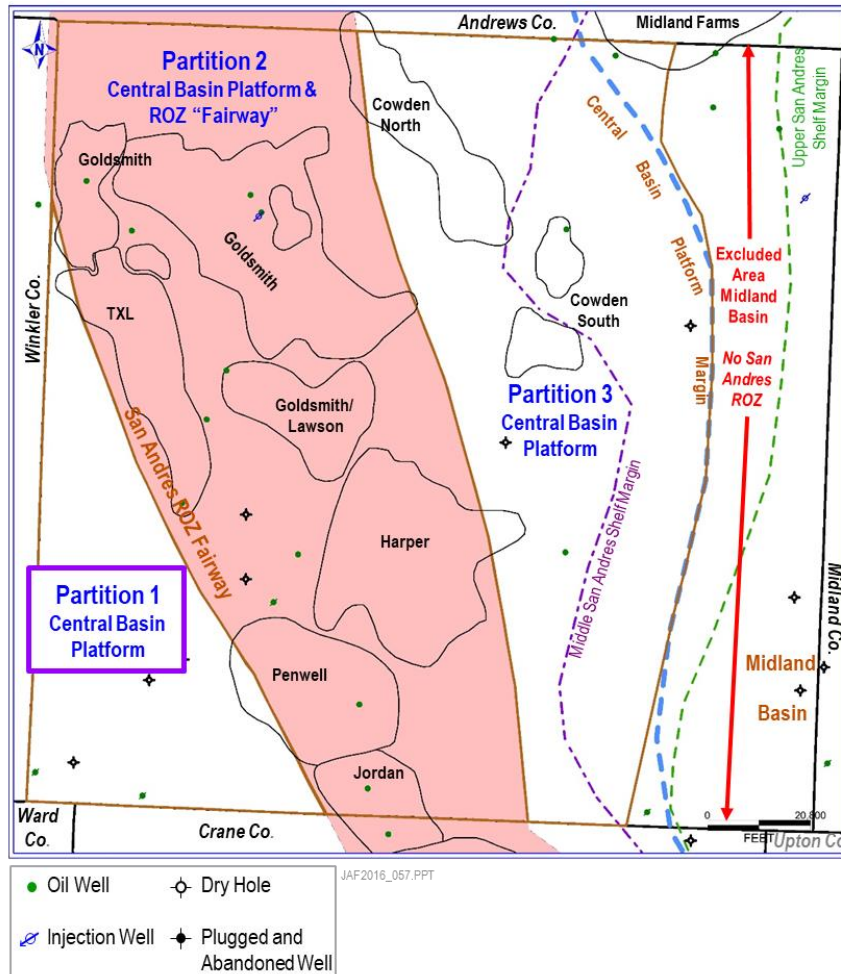 Andrews Co.
Midland Farms
N
Partition 2
Central Basin Platform &
ROZ “Fairway”
Cowden
North
Central
Basin
Platform
Margin
Upper San Andres
Shelf Margin
Goldsmith
Goldsmith
Winkler Co.
TXL
Excluded
Area
Midland
Basin
No San
Andres
ROZ
Cowden
South
Partition 3
Central Basin
Platform
Goldsmith/
Lawson
San Andres ROZ Fairway
Harper
Middle San Andres Shelf Margin
Partition 1
Central Basin
Platform
Midland Co.
Midland
Basin
Penwell
Jordan
Ward
Co.
Crane Co.
0 20,800
FEET
Upton Co
JAF2016_057.PPT
Oil Well
Dry Hole
Injection Well
Plugged and
Abandoned Well